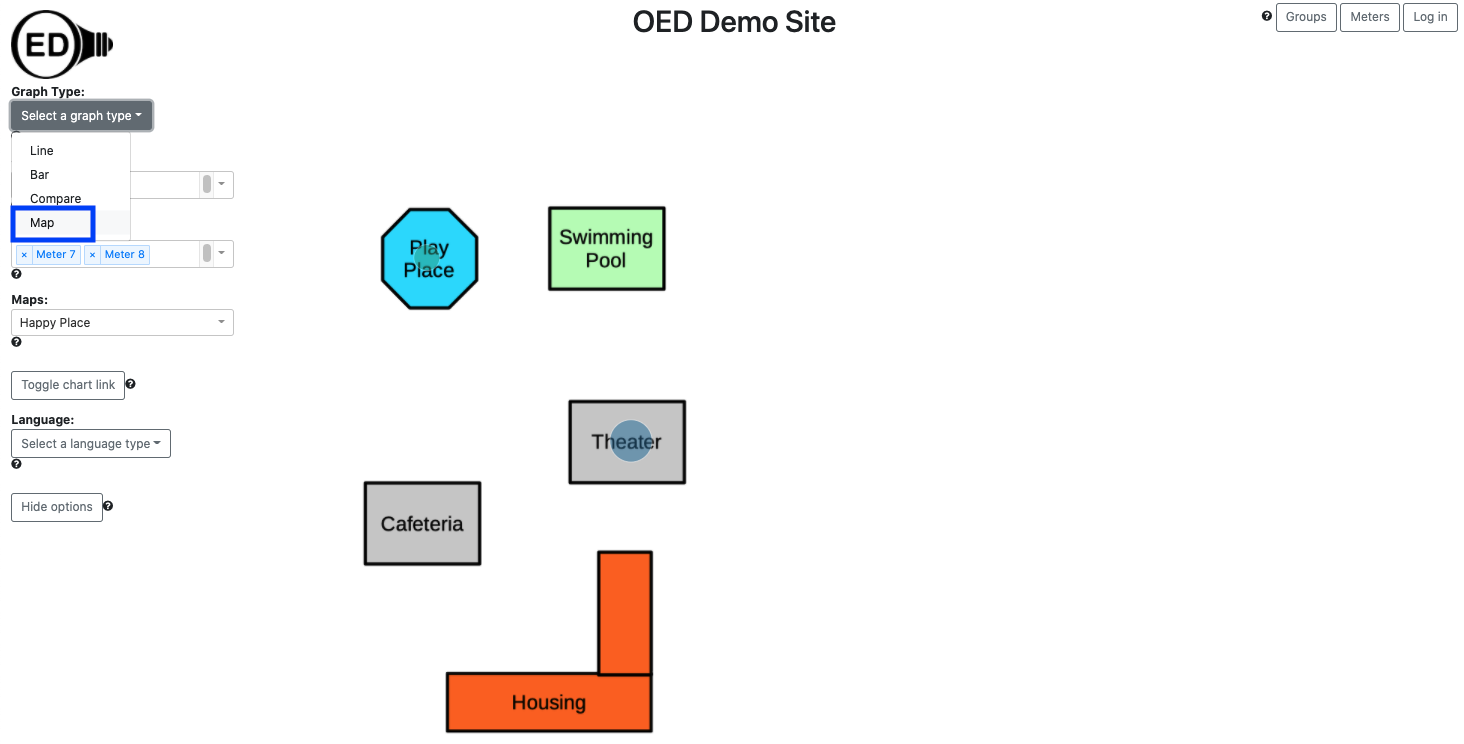 OED Demo Site
Groups
Meters
Log in
ED
Graph Type:
Select a graph type
Line
Bar
Compare
Map
× Meter 7 × Meter 8
Maps:
Happy Place
Toggle chart link
Language:
Select a language type
Hide options
Play
Place
Swimming
Pool
Theater
Cafeteria
Housing